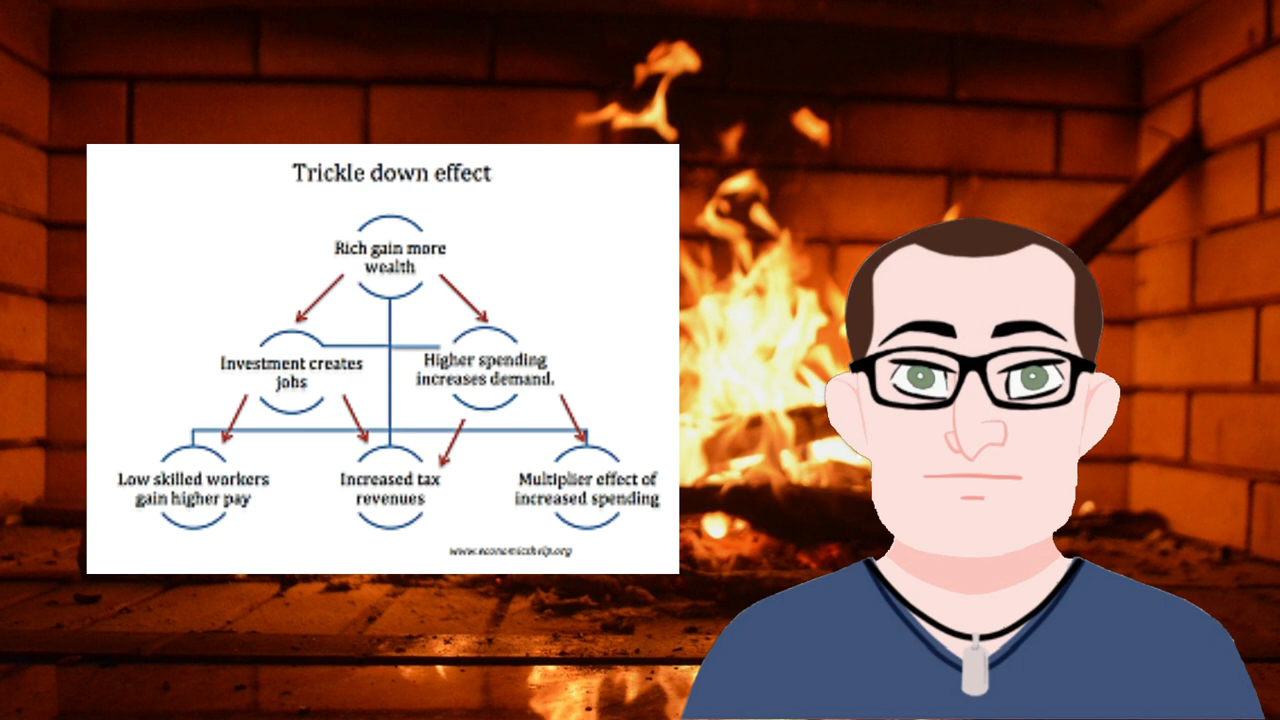 Trickle down effect
Rich gain more
wealth
Investment creates
jobs
Higher spending
increases demand.
Low skilled workers
gain higher pay
Increased tax
revenues
Multiplier effect of
increased spending
www.economicshelp.org